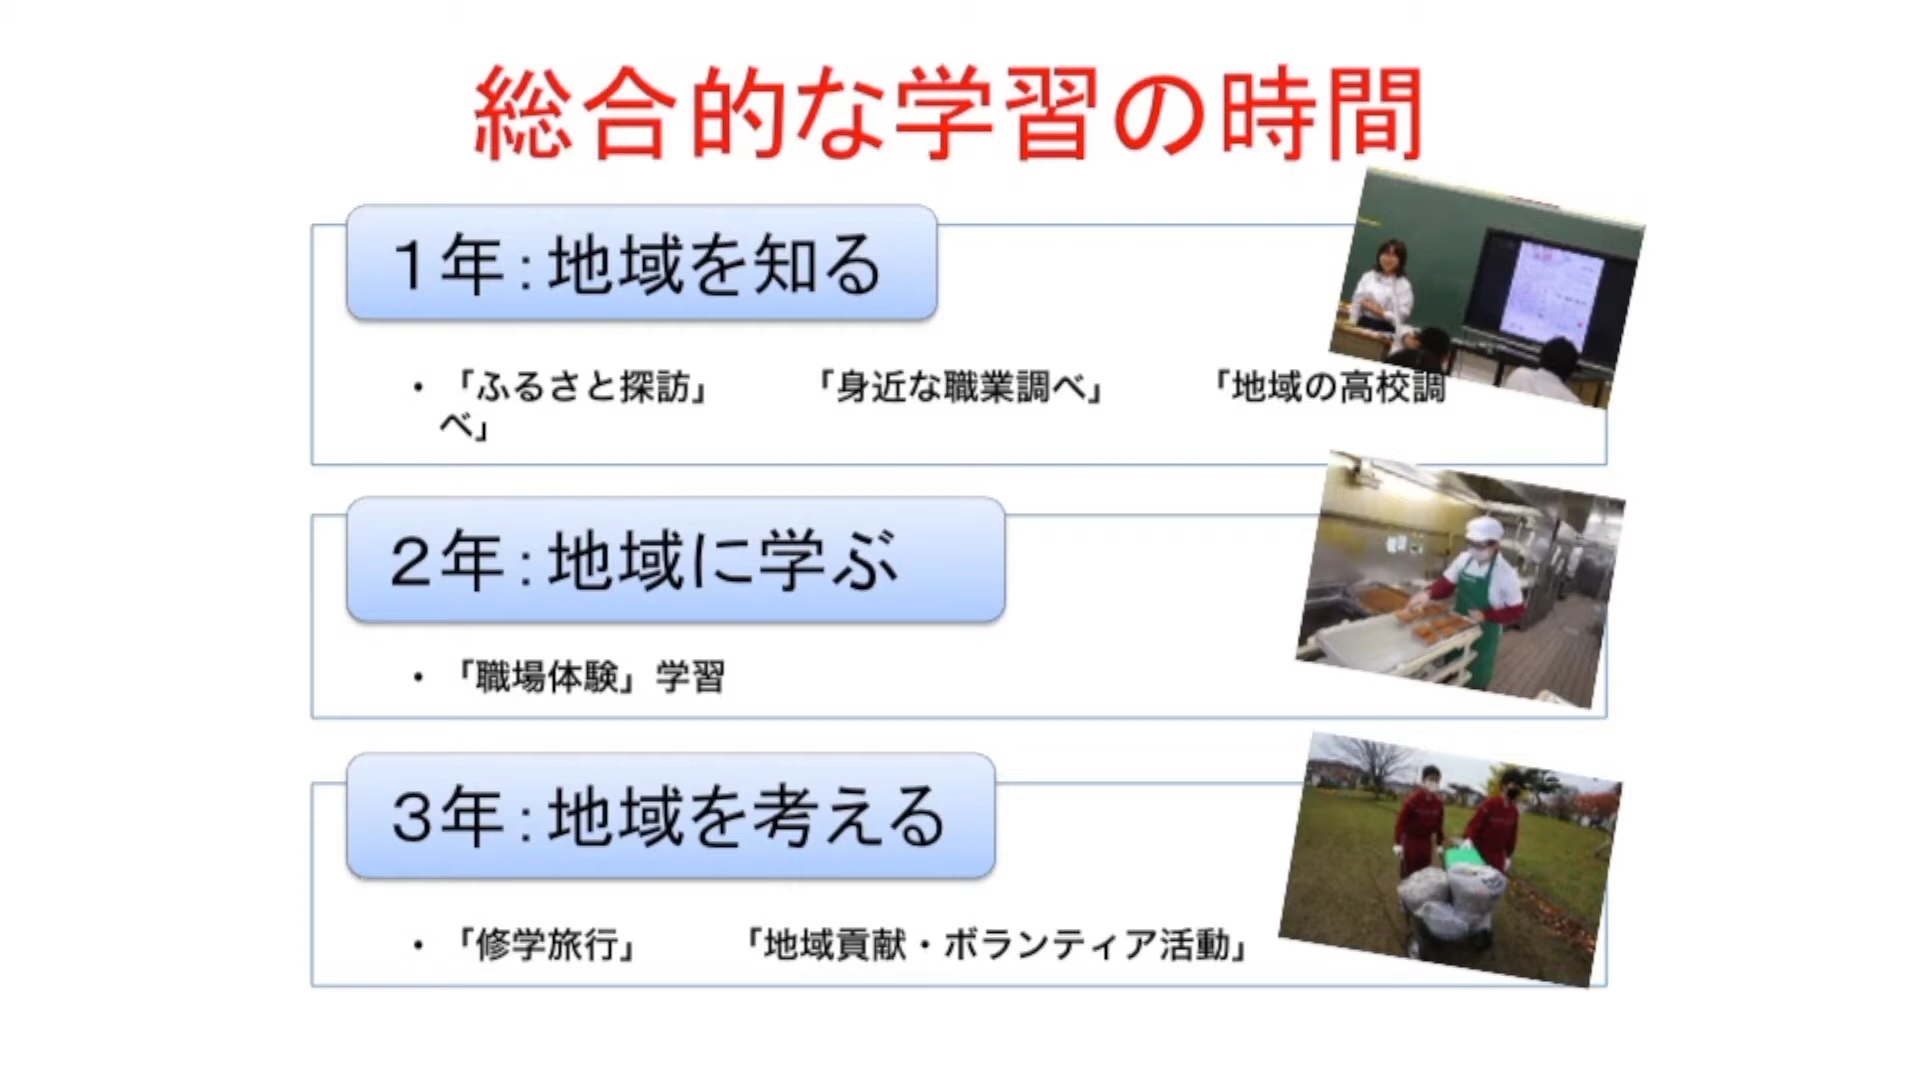 総合的な学習の時間
１年：地域を知る
・「ふるさと探訪」　「身近な職業調べ」　「地域の高校調
べ」
２年：地域に学ぶ
・「職場体験」学習
３年：地域を考える
・「修学旅行」　「地域貢献・ボランティア活動」